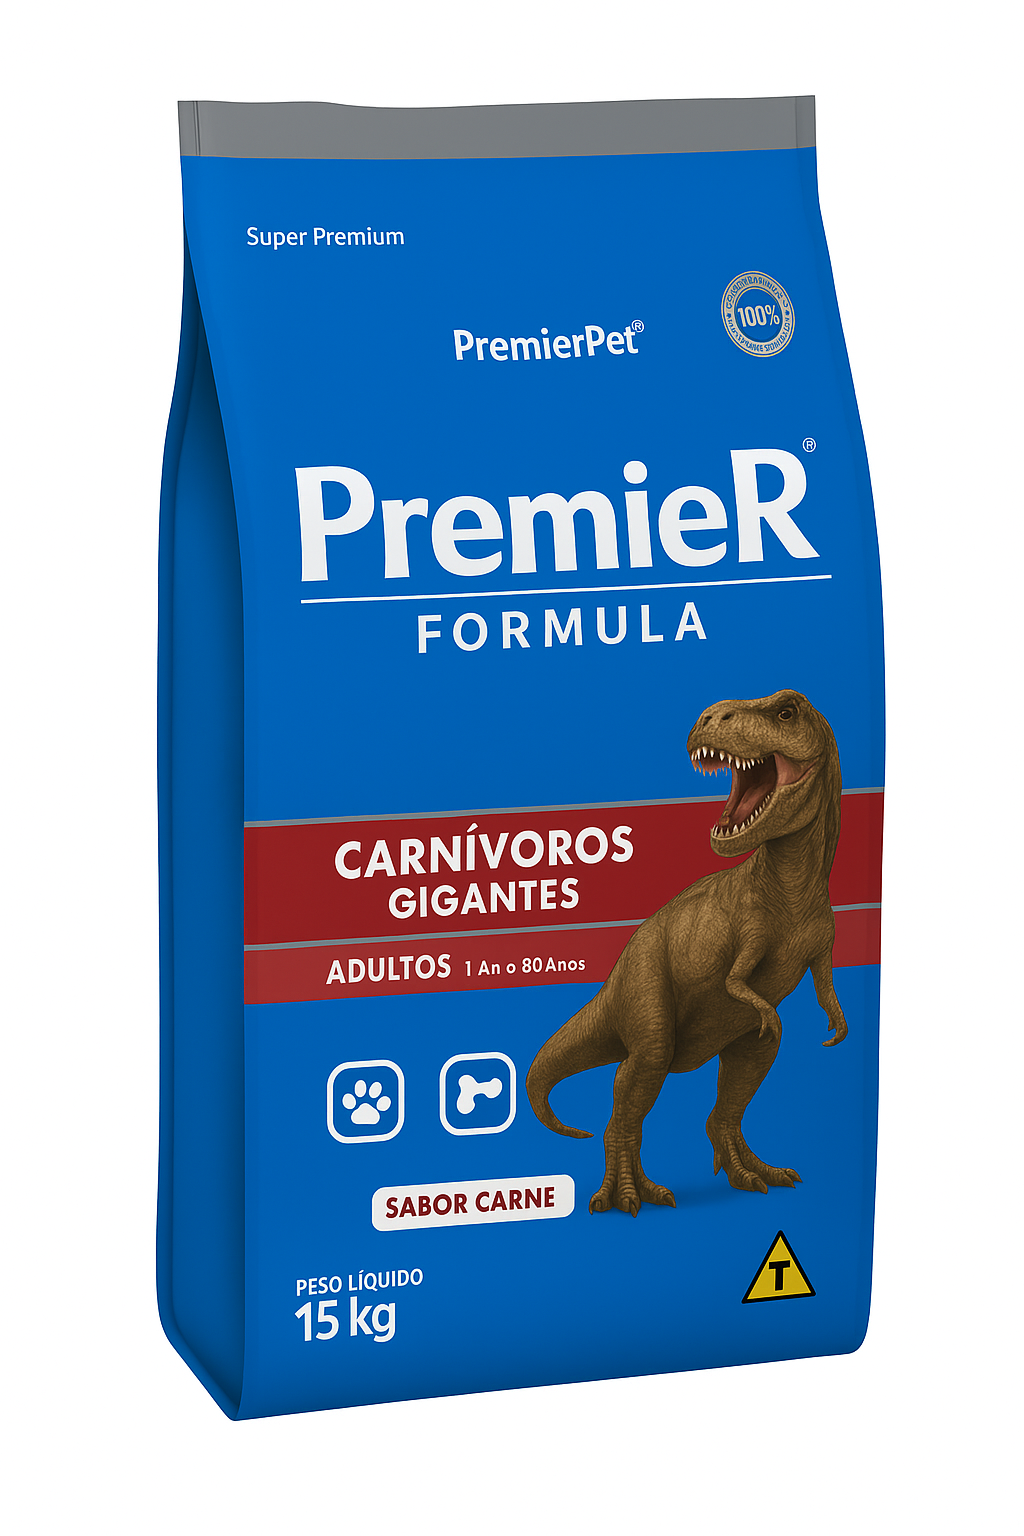 Super Premium
100%
PremierPet®
PremieR®
FORMULA
CARNÍVOROS
GIGANTES
ADULTOS 1 An o 80 Anos
SABOR CARNE
PESO LÍQUIDO
15 kg
T